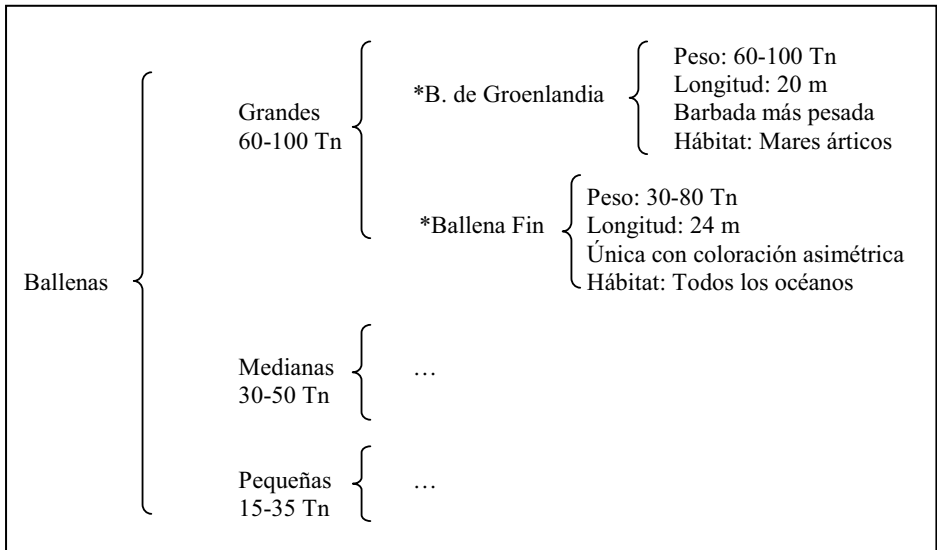 Ballenas
Grandes
60-100 Tn
*B. de Groenlandia
Peso: 60-100 Tn
Longitud: 20 m
Barbada más pesada
Hábitat: Mares árticos
*Ballena Fin
Peso: 30-80 Tn
Longitud: 24 m
Única con coloración asimétrica
Hábitat: Todos los océanos
Medianas
30-50 Tn
…
Pequeñas
15-35 Tn
…